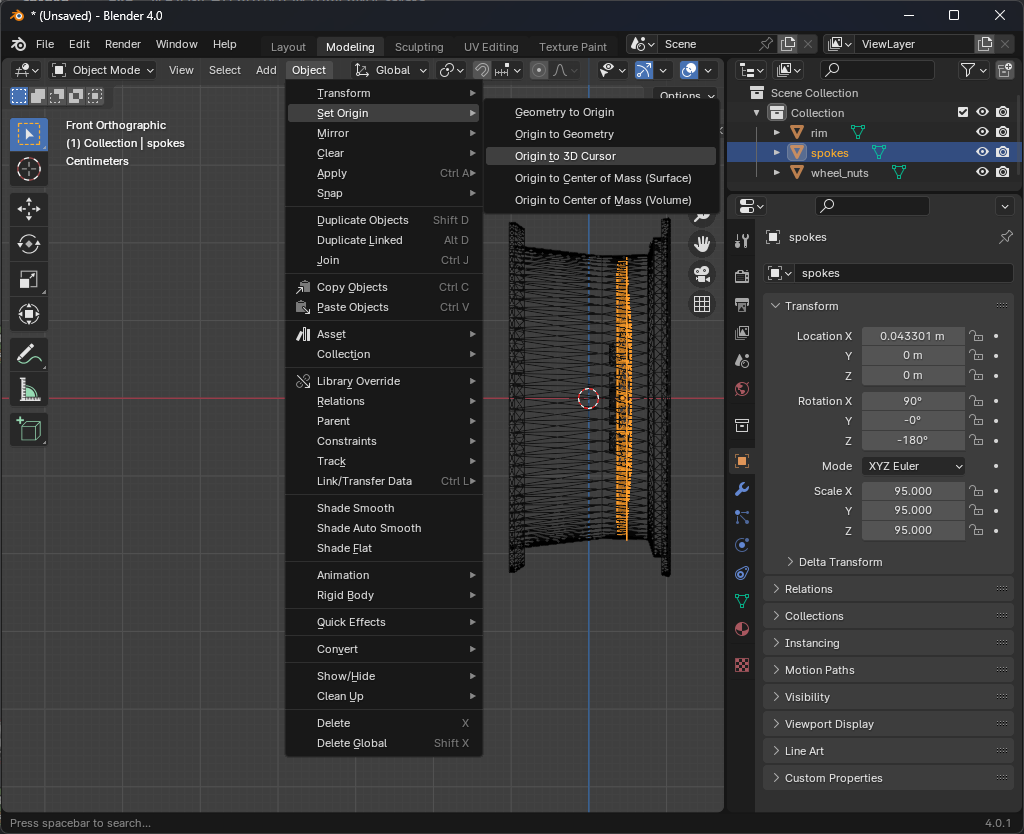 * (Unsaved) - Blender 4.0
File Edit Render Window Help Layout Modeling Sculpting UV Editing Texture Paint Scene ViewLayer
Object Mode View Select Add Object Global
Options
Front Orthographic
(1) Collection | spokes
Centimeters
Transform
Set Origin
Mirror
Clear
Apply Ctrl A
Snap
Duplicate Objects Shift D
Duplicate Linked Alt D
Join Ctrl J
Copy Objects Ctrl C
Paste Objects Ctrl V
Asset
Collection
Library Override
Relations
Parent
Constraints
Track
Link/Transfer Data Ctrl L
Shade Smooth
Shade Auto Smooth
Shade Flat
Animation
Rigid Body
Quick Effects
Convert
Show/Hide
Clean Up
Delete X
Delete Global Shift X
Geometry to Origin
Origin to Geometry
Origin to 3D Cursor
Origin to Center of Mass (Surface)
Origin to Center of Mass (Volume)
Scene Collection
Collection
rim
spokes
wheel_nuts
spokes
spokes
Transform
Location X 0.043301 m
Y 0 m
Z 0 m
Rotation X 90°
Y -0°
Z -180°
Mode XYZ Euler
Scale X 95.000
Y 95.000
Z 95.000
Delta Transform
Relations
Collections
Instancing
Motion Paths
Visibility
Viewport Display
Line Art
Custom Properties
Press spacebar to search...
4.0.1